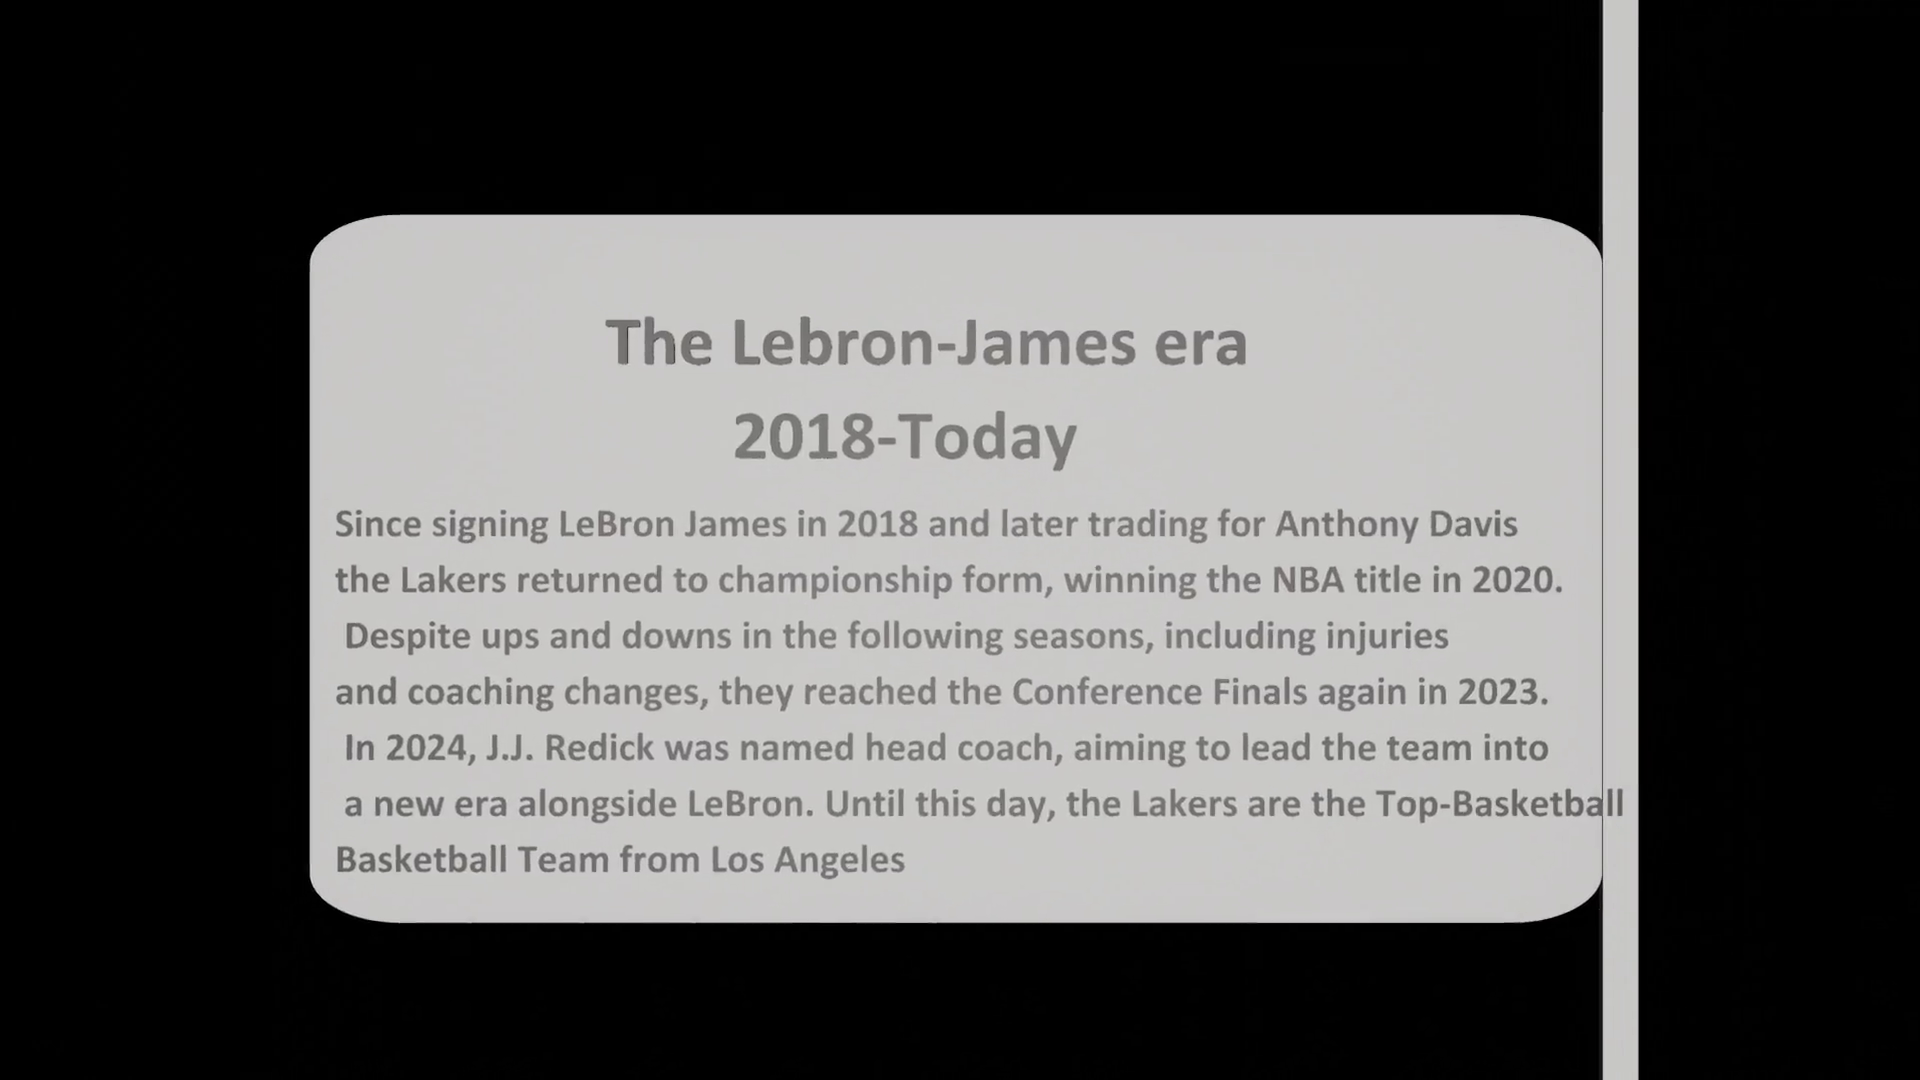 The Lebron-James era
2018-Today
Since signing LeBron James in 2018 and later trading for Anthony Davis
the Lakers returned to championship form, winning the NBA title in 2020.
Despite ups and downs in the following seasons, including injuries
and coaching changes, they reached the Conference Finals again in 2023.
In 2024, J.J. Redick was named head coach, aiming to lead the team into
a new era alongside LeBron. Until this day, the Lakers are the Top-Basketball
Basketball Team from Los Angeles